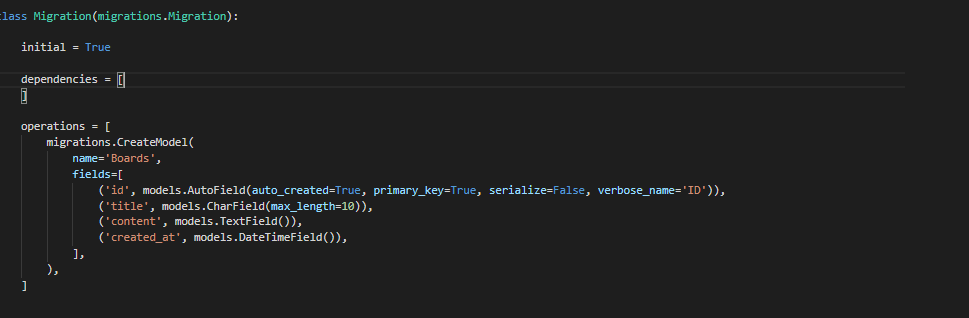 class Migration(migrations.Migration):
initial = True
dependencies = [
]
operations = [
migrations.CreateModel(
name='Boards',
fields=[
('id', models.AutoField(auto_created=True, primary_key=True, serialize=False, verbose_name='ID')),
('title', models.CharField(max_length=10)),
('content', models.TextField()),
('created_at', models.DateTimeField()),
],
),
]